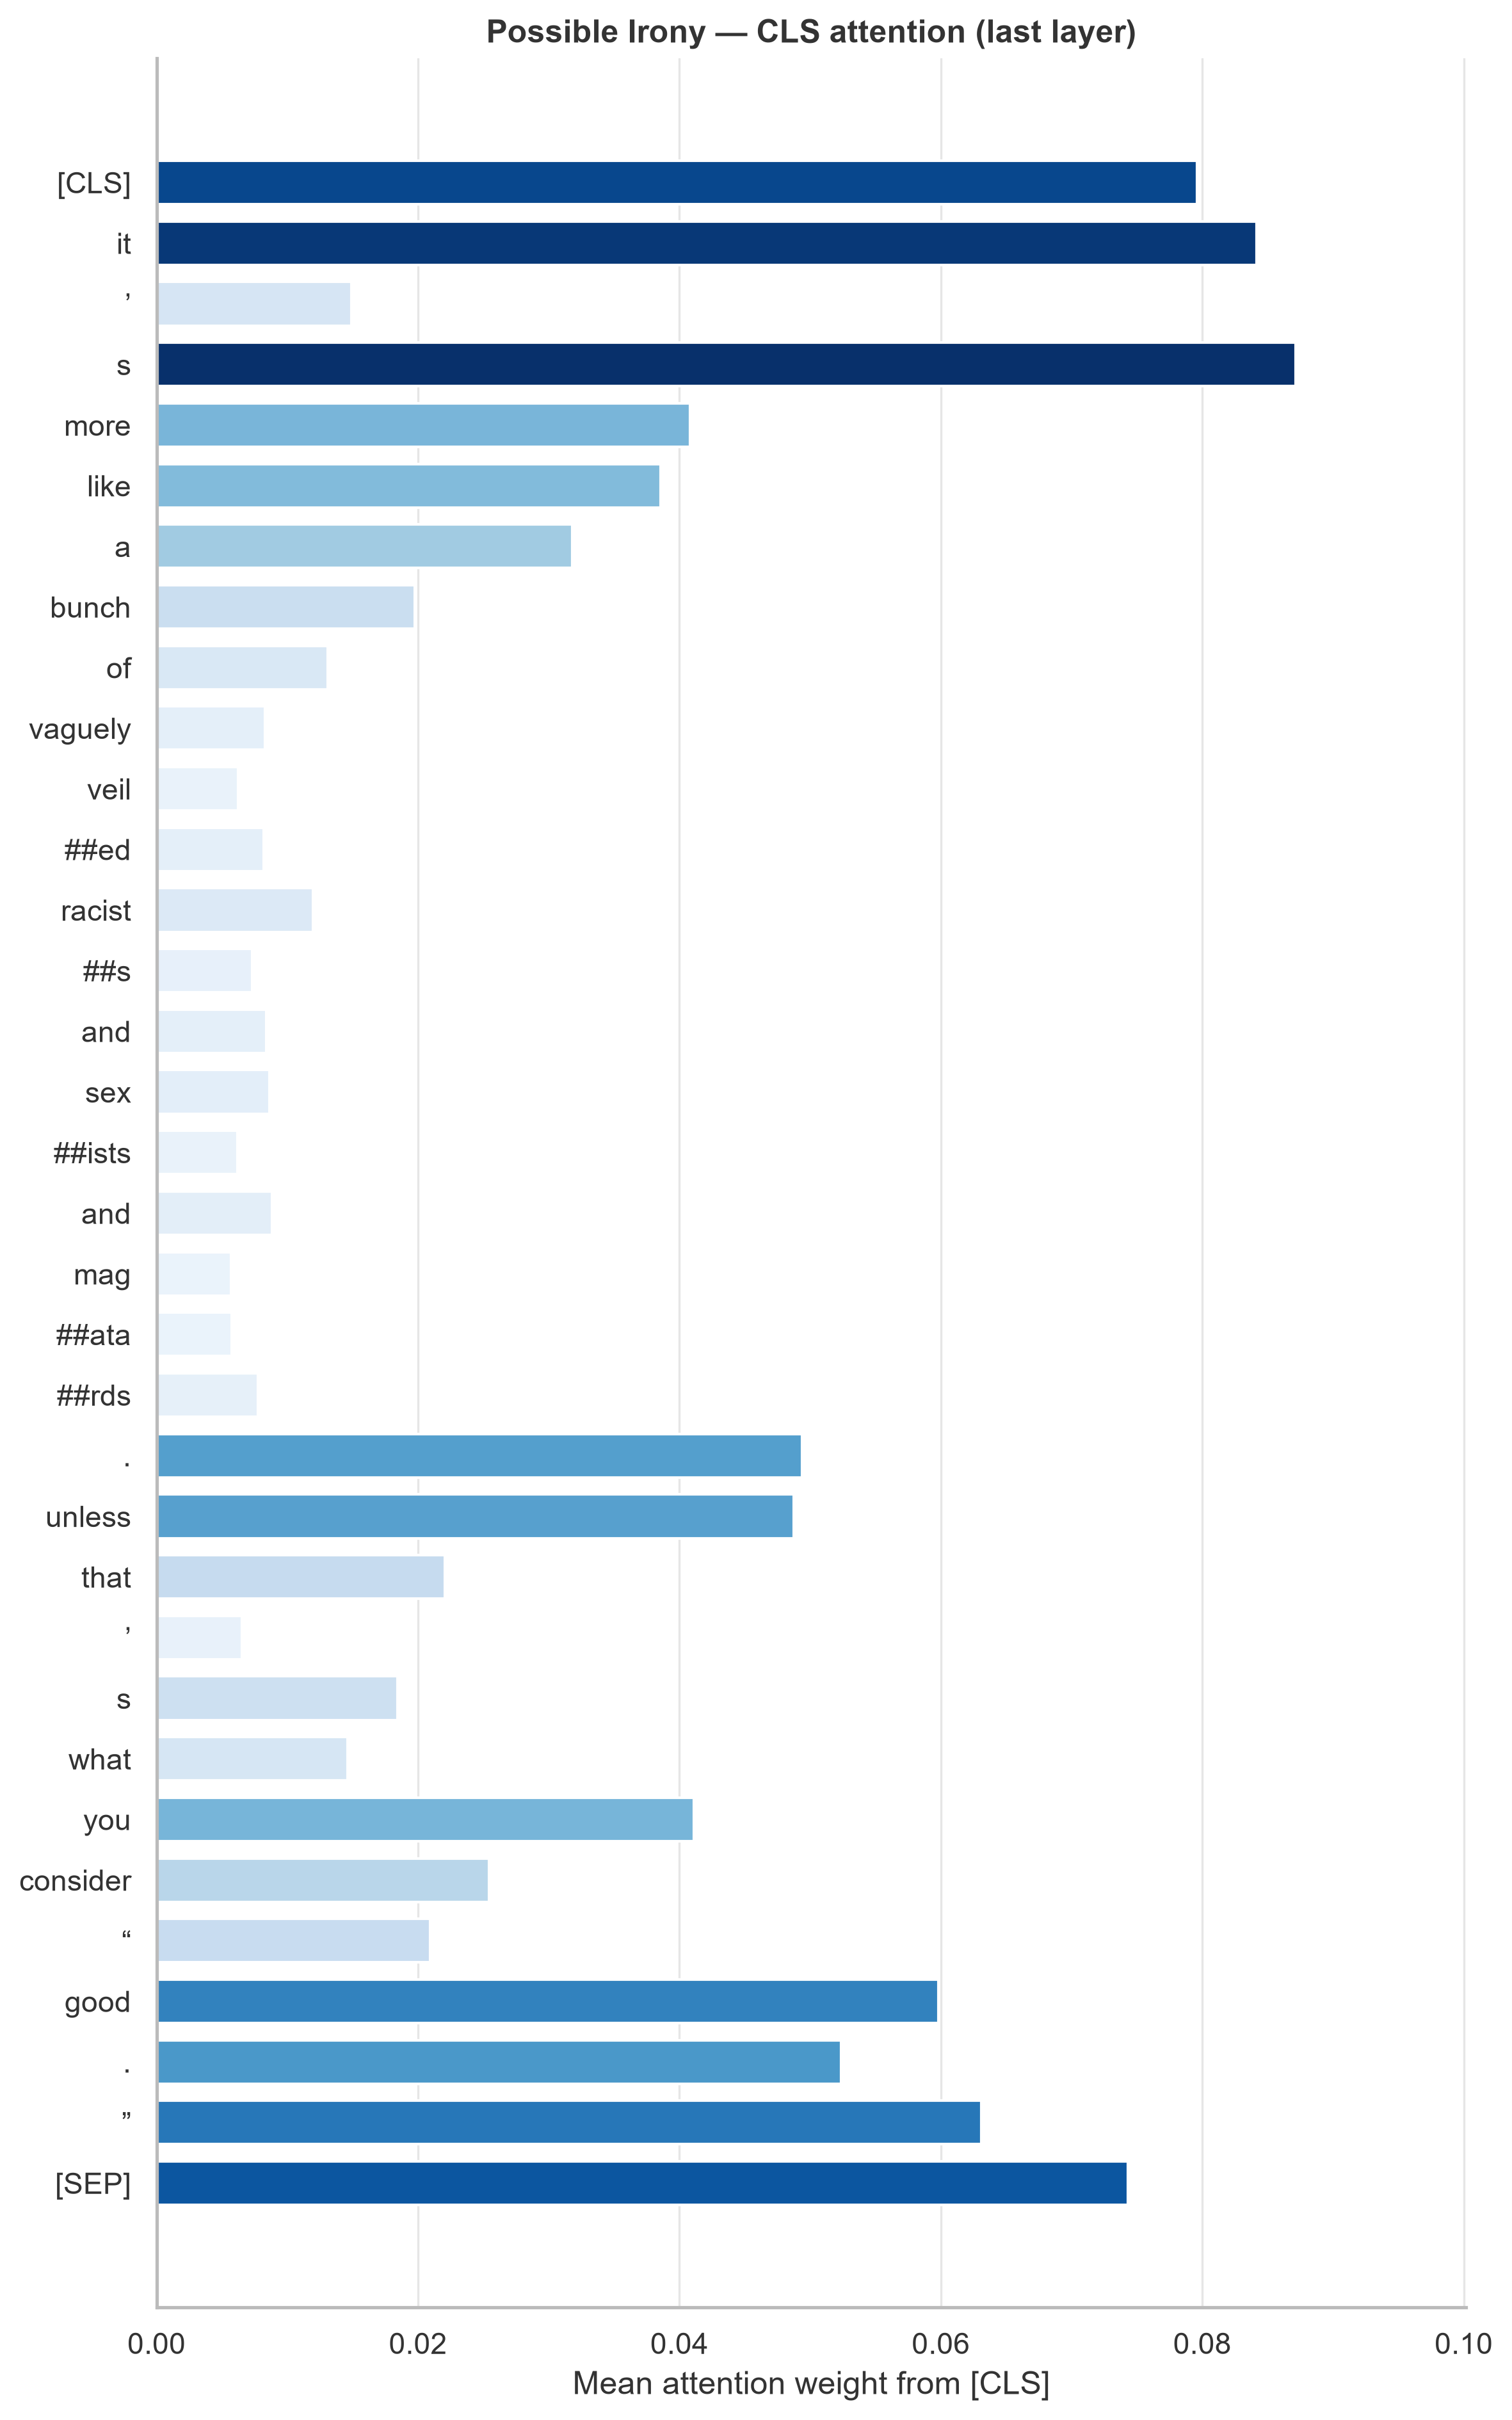 Possible Irony — CLS attention (last layer)
[CLS]
it
’
s
more
like
a
bunch
of
vaguely
veil
##ed
racist
##s
and
sex
##ists
and
mag
##ata
##rds
.
unless
that
’
s
what
you
consider
“
good
.
”
[SEP]
0.00 0.02 0.04 0.06 0.08 0.10
Mean attention weight from [CLS]